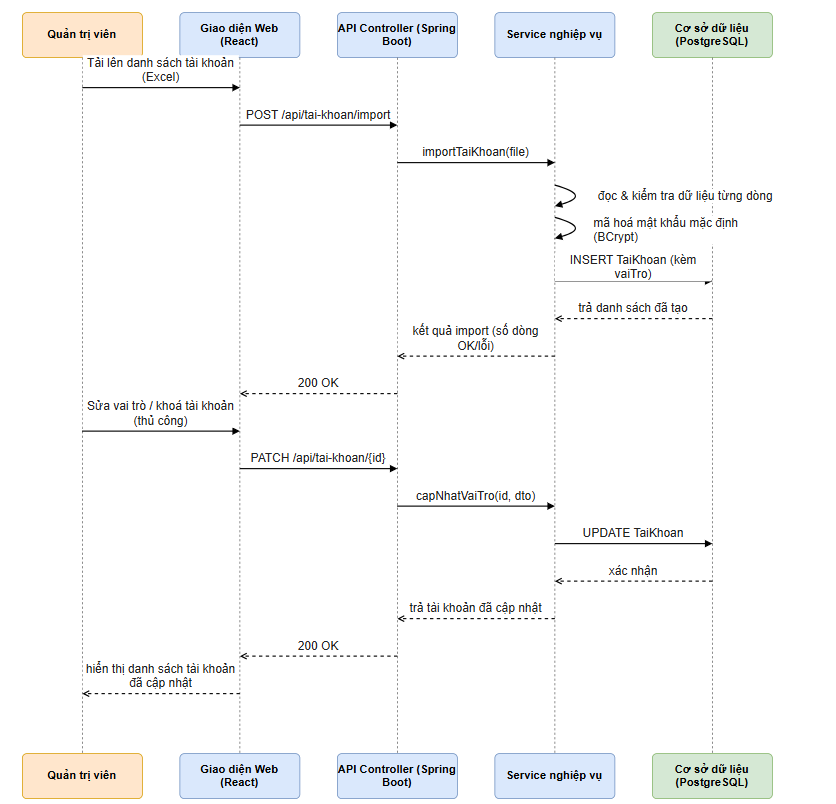 Quản trị viên
Giao diện Web
(React)
API Controller (Spring
Boot)
Service nghiệp vụ
Cơ sở dữ liệu
(PostgreSQL)
Tải lên danh sách tài khoản
(Excel)
POST /api/tai-khoan/import
importTaiKhoan(file)
đọc & kiểm tra dữ liệu từng dòng
mã hoá mật khẩu mặc định
(BCrypt)
INSERT TaiKhoan (kèm
vaiTro)
trả danh sách đã tạo
kết quả import (số dòng
OK/lỗi)
200 OK
Sửa vai trò / khoá tài khoản
(thủ công)
PATCH /api/tai-khoan/{id}
capNhatVaiTro(id, dto)
UPDATE TaiKhoan
xác nhận
trả tài khoản đã cập nhật
200 OK
hiển thị danh sách tài khoản
đã cập nhật
Quản trị viên
Giao diện Web
(React)
API Controller (Spring
Boot)
Service nghiệp vụ
Cơ sở dữ liệu
(PostgreSQL)